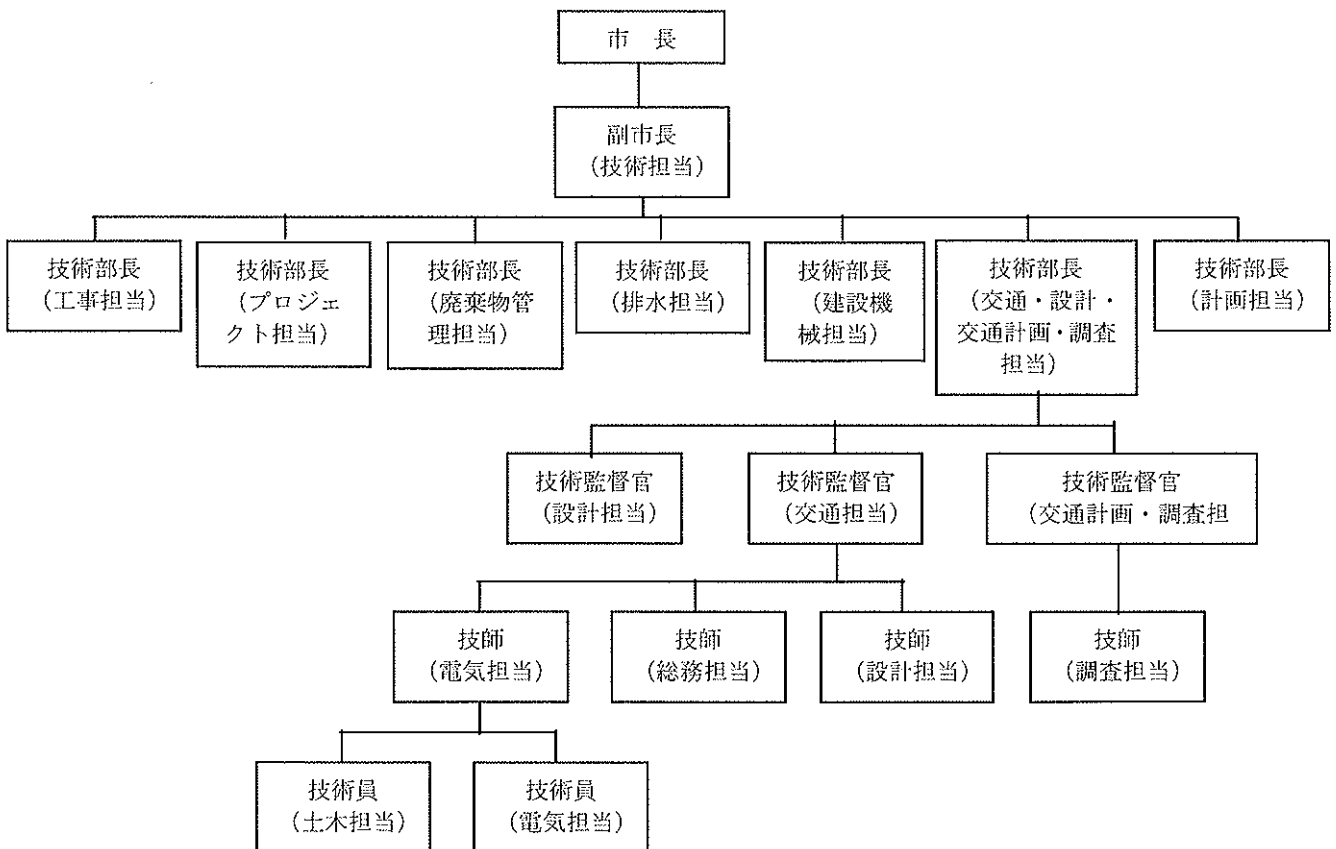 市 長
副市長
(技術担当)
技術部長
(工事担当)
技術部長
(プロジェ
クト担当)
技術部長
(廃棄物管
理担当)
技術部長
(排水担当)
技術部長
(建設機
械担当)
技術部長
(交通・設計・
交通計画・調査
担当)
技術部長
(計画担当)
技術監督官
(設計担当)
技術監督官
(交通担当)
技術監督官
(交通計画・調査担
技師
(電気担当)
技師
(総務担当)
技師
(設計担当)
技師
(調査担当)
技術員
(土木担当)
技術員
(電気担当)